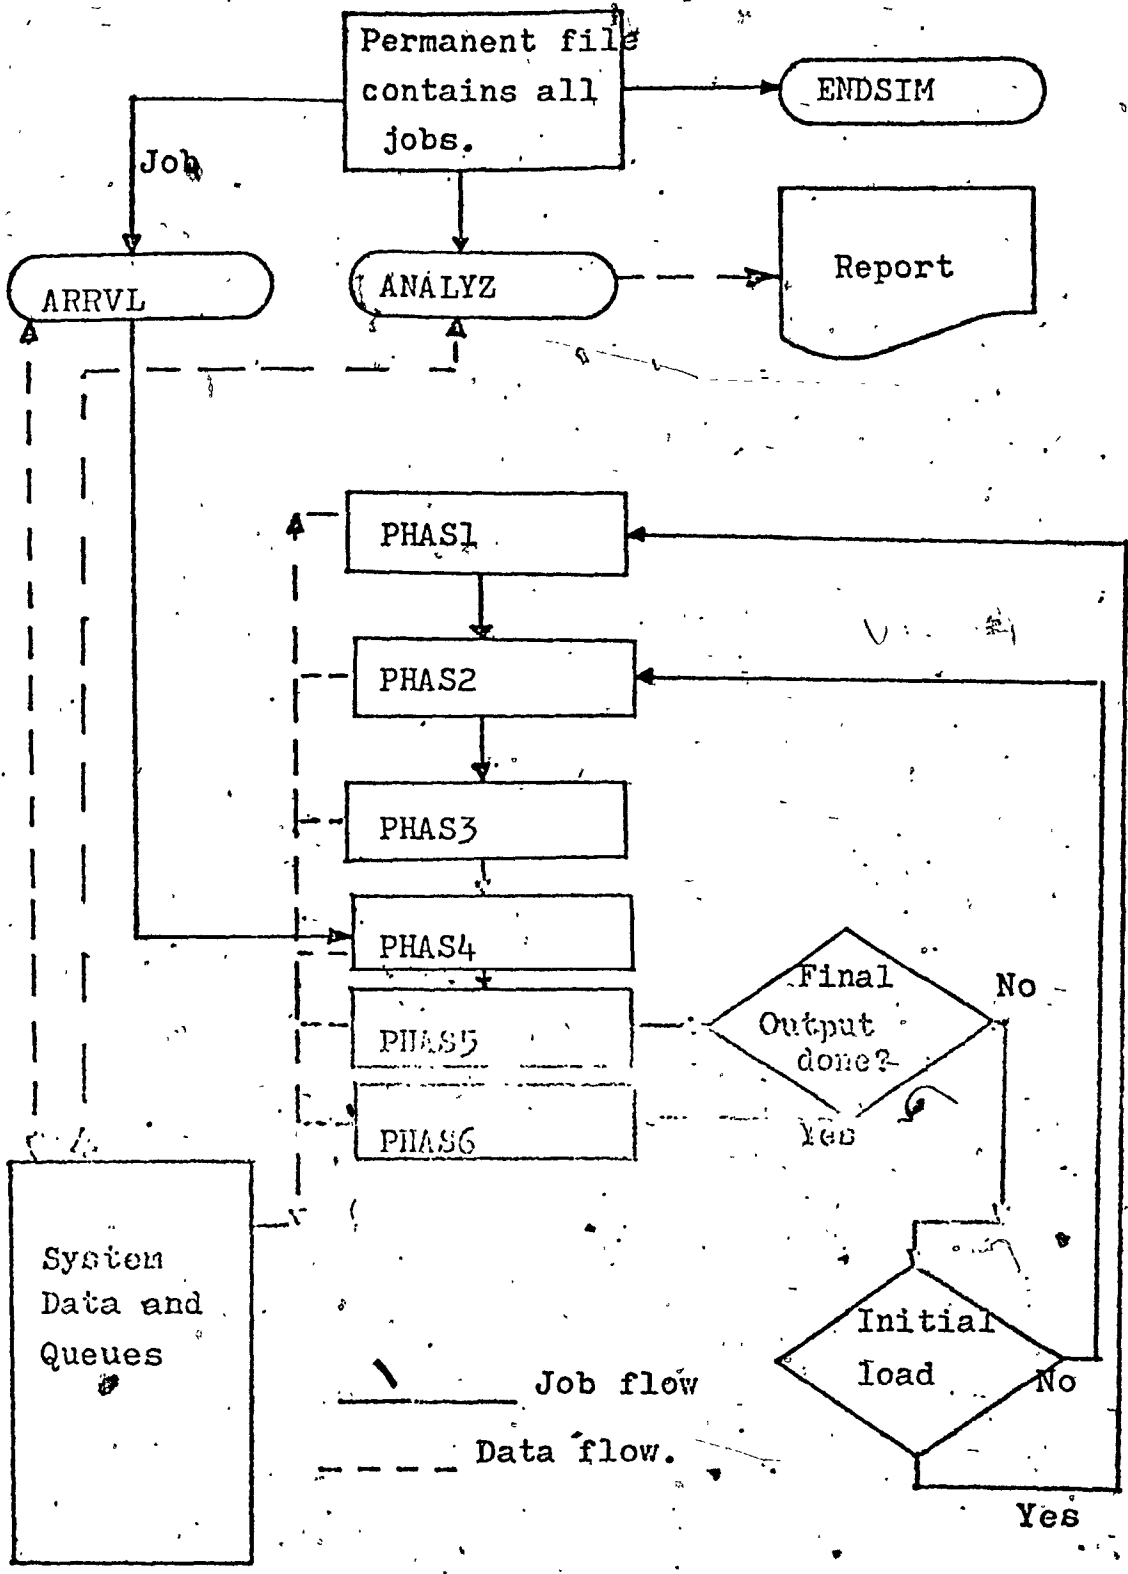 Permanent file
contains all
jobs.
ENDSIM
Job
Report
ARRVL
ANALYZ
PHAS1
PHAS2
PHAS3
PHAS4
Final
Output
done?
No
PHAS5
Yes
PHAS6
System
Data and
Queues
Initial
load
No
Job flow
Data flow.
Yes